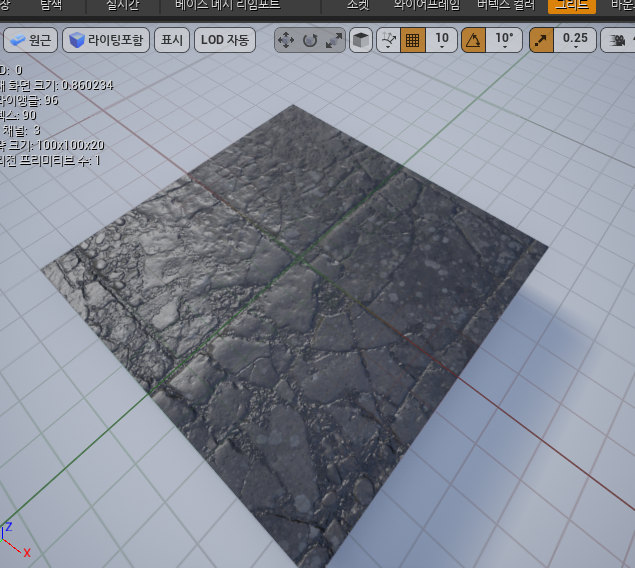 장 탐색 실시간 베이스 메시 리임포트 소켓 와이어프레임 버텍스 컬러 그리드 바운
원근 라이팅포함 표시 LOD 자동 10 10° 0.25
D: 0
재 화면 크기: 0.860234
라이앵글: 96
텍스: 90
채널: 3
략 크기: 100x100x20
리전 프리미티브 수: 1
Z
X